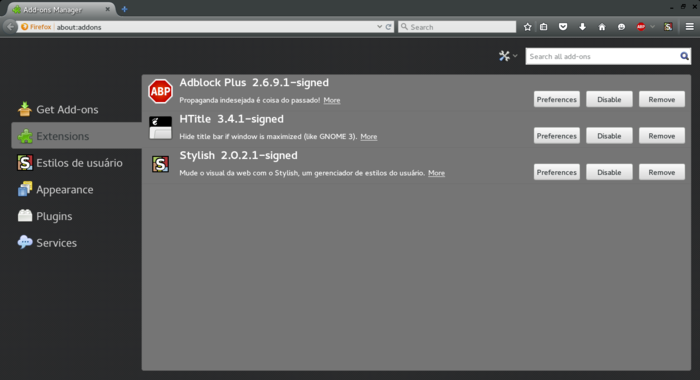 Add-ons Manager
Firefox about:addons
Search
ABP
S
Search all add-ons
Get Add-ons
Extensions
S Estilos de usuário
Appearance
Plugins
Services
ABP
Adblock Plus 2.6.9.1-signed
Propaganda indesejada é coisa do passado! More
Preferences Disable Remove
HTitle 3.4.1-signed
Hide title bar if window is maximized (like GNOME 3). More
Preferences Disable Remove
S
Stylish 2.0.2.1-signed
Mude o visual da web com o Stylish, um gerenciador de estilos do usuário. More
Preferences Disable Remove